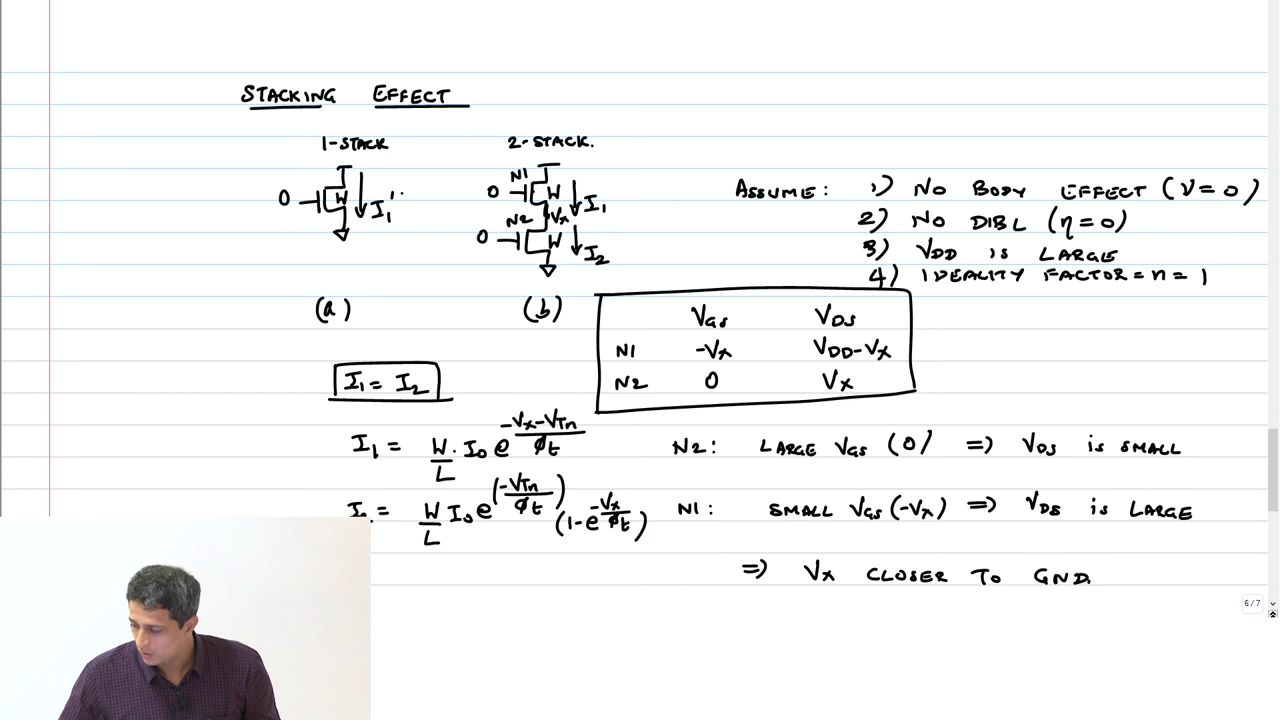 STACKING EFFECT
1-STACK
2-STACK.
0 W I₁'
N1 0 W I₁
Vx
N2 0 W I₂
(a) (b)
ASSUME: 1) NO BODY EFFECT (γ=0)
2) NO DIBL (η=0)
3) VDD IS LARGE
4) IDEALITY FACTOR = n = 1
VGS VDS
N1 -Vx VDD-Vx
N2 0 Vx
I₁ = I₂
I₁ = W/L · I₀ e^((-Vx-VTn)/φt)
N2: LARGE VGS (0) => VDS is SMALL
W/L I₀ e^(-VTn/φt) (1-e^(-Vx/φt))
N1: SMALL VGS (-Vx) => VDS is LARGE
=> Vx CLOSER TO GND.
6/7